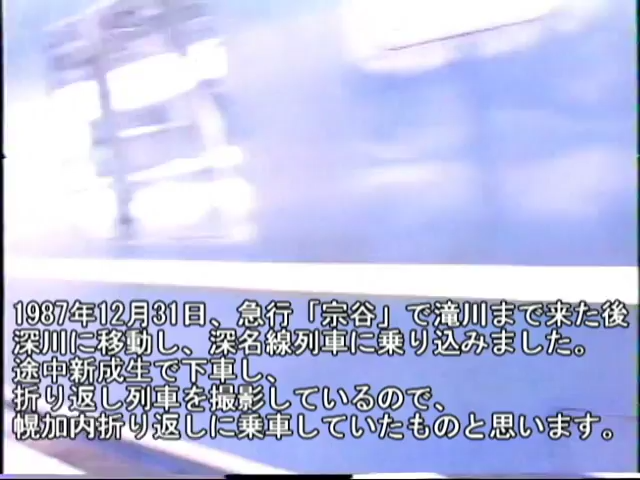 1987年12月31日、急行「宗谷」で滝川まで来た後
深川に移動し、深名線列車に乗り込みました。
途中新成生で下車し、
折り返し列車を撮影しているので、
幌加内折り返しに乗車していたものと思います。